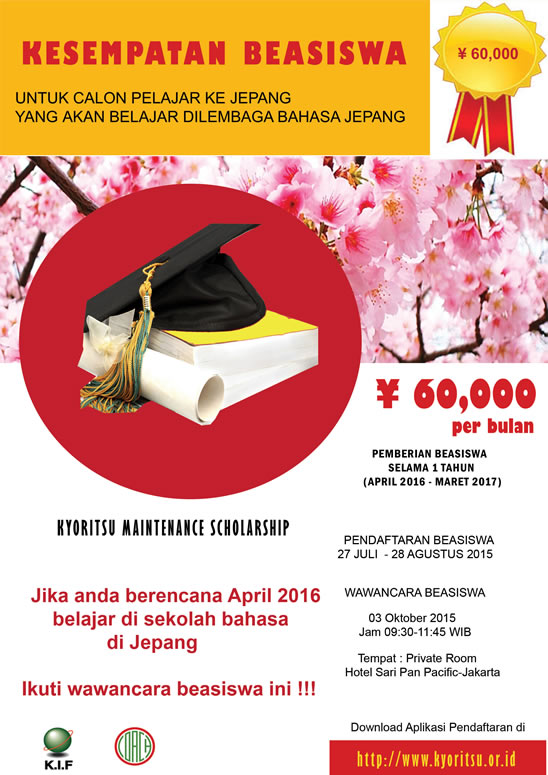 KESEMPATAN BEASISWA
¥ 60,000
UNTUK CALON PELAJAR KE JEPANG
YANG AKAN BELAJAR DILEMBAGA BAHASA JEPANG
¥ 60,000
per bulan
PEMBERIAN BEASISWA
SELAMA 1 TAHUN
(APRIL 2016 - MARET 2017)
KYORITSU MAINTENANCE SCHOLARSHIP
PENDAFTARAN BEASISWA
27 JULI - 28 AGUSTUS 2015
Jika anda berencana April 2016
belajar di sekolah bahasa
di Jepang
Ikuti wawancara beasiswa ini !!!
WAWANCARA BEASISWA
03 Oktober 2015
Jam 09:30-11:45 WIB
Tempat : Private Room
Hotel Sari Pan Pacific-Jakarta
K.I.F
Download Aplikasi Pendaftaran di
http://www.kyoritsu.or.id